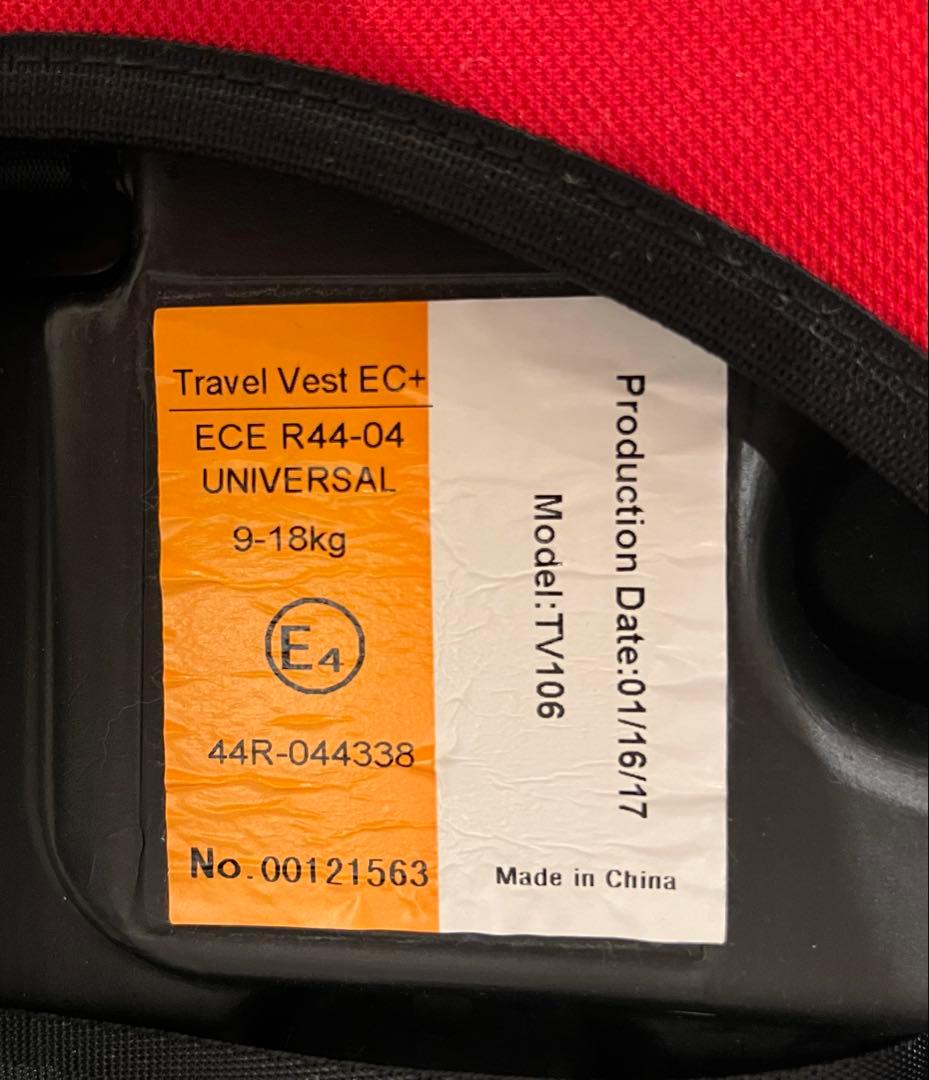 Travel Vest EC+
ECE R44-04
UNIVERSAL
9-18kg
E4
44R-044338
No.00121563
Production Date:01/16/17
Model:TV106
Made in China